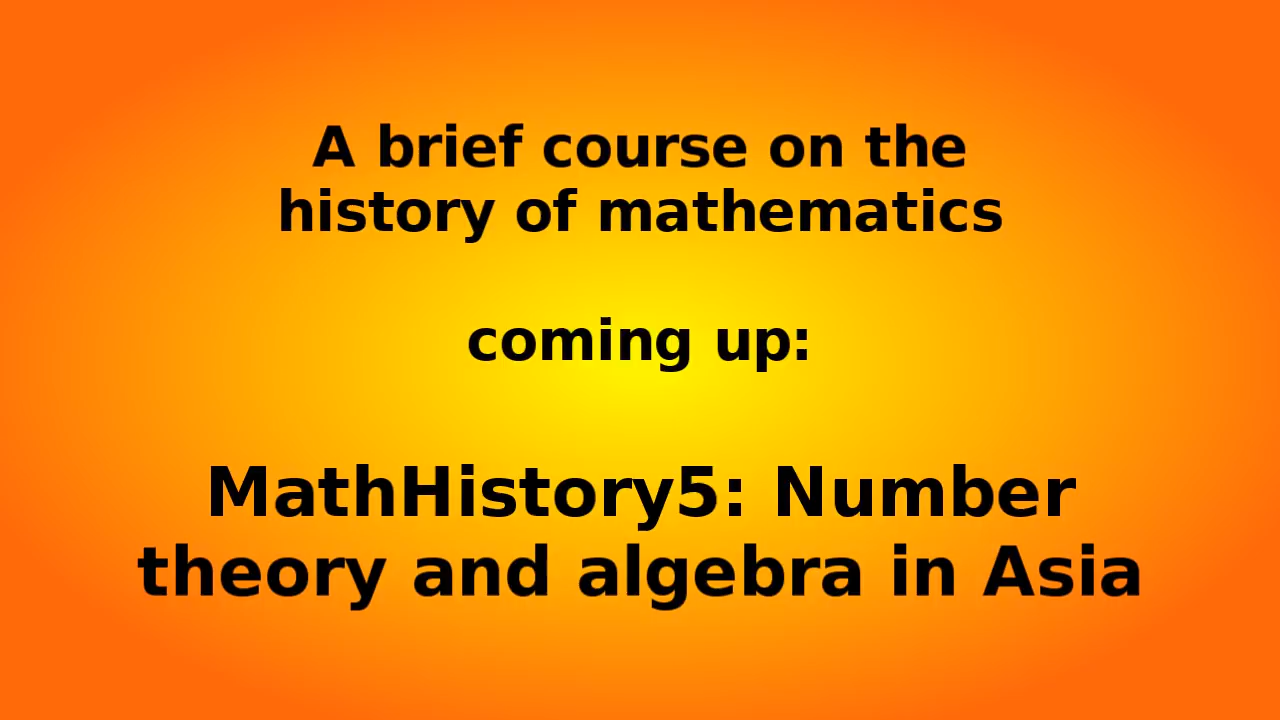 A brief course on the
history of mathematics
coming up:
MathHistory5: Number
theory and algebra in Asia